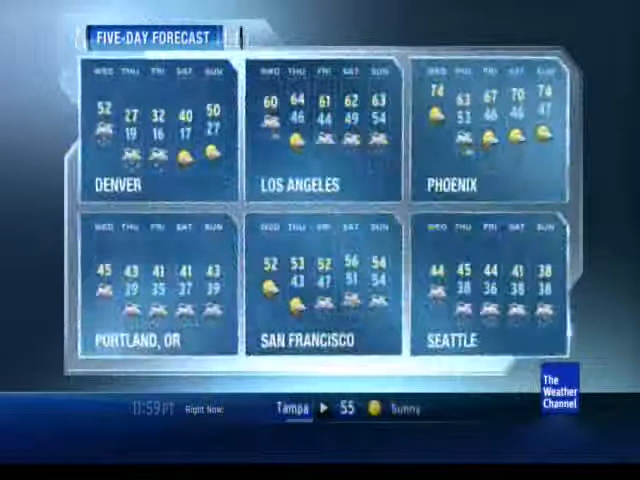 FIVE-DAY FORECAST
WED THU FRI SAT SUN
52 27 32 40 50
19 16 17 27
DENVER
WED THU FRI SAT SUN
60 64 61 62 63
46 44 49 54
LOS ANGELES
WED THU FRI SAT SUN
74 63 67 70 74
53 46 46 47
PHOENIX
WED THU FRI SAT SUN
45 43 41 41 43
39 35 37 39
PORTLAND, OR
WED THU FRI SAT SUN
52 53 52 56 54
43 47 51 54
SAN FRANCISCO
WED THU FRI SAT SUN
44 45 44 41 38
38 36 38 38
SEATTLE
The
Weather
Channel
11:59 PT Right Now: Tampa 55 Sunny